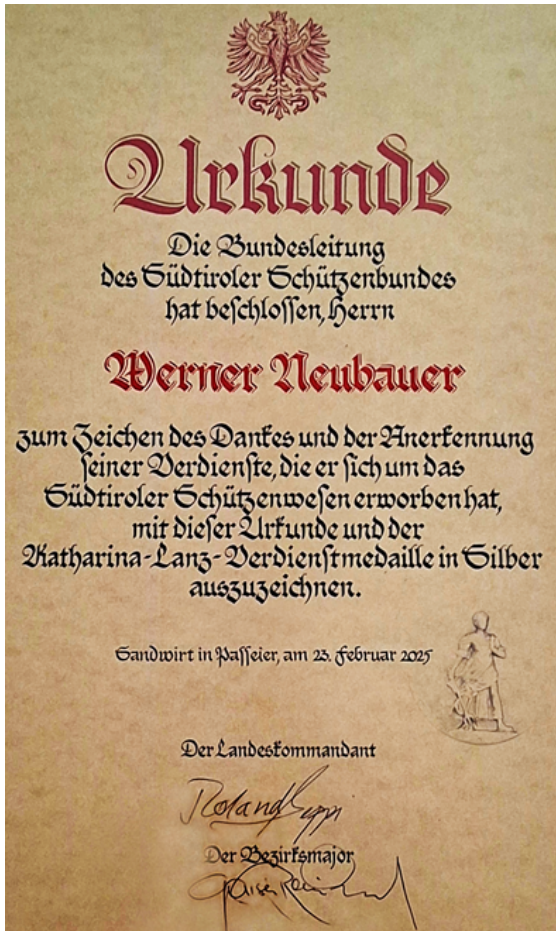 Urkunde
Die Bundesleitung
des Südtiroler Schützenbundes
hat beschlossen, Herrn
Werner Neubauer
zum Zeichen des Dankes und der Anerkennung
seiner Verdienste, die er sich um das
Südtiroler Schützenwesen erworben hat,
mit dieser Urkunde und der
Katharina-Lanz-Verdienstmedaille in Silber
auszuzeichnen.
Sandwirt in Passeier, am 23. Februar 2025
Der Landeskommandant
Roland
Der Bezirksmajor